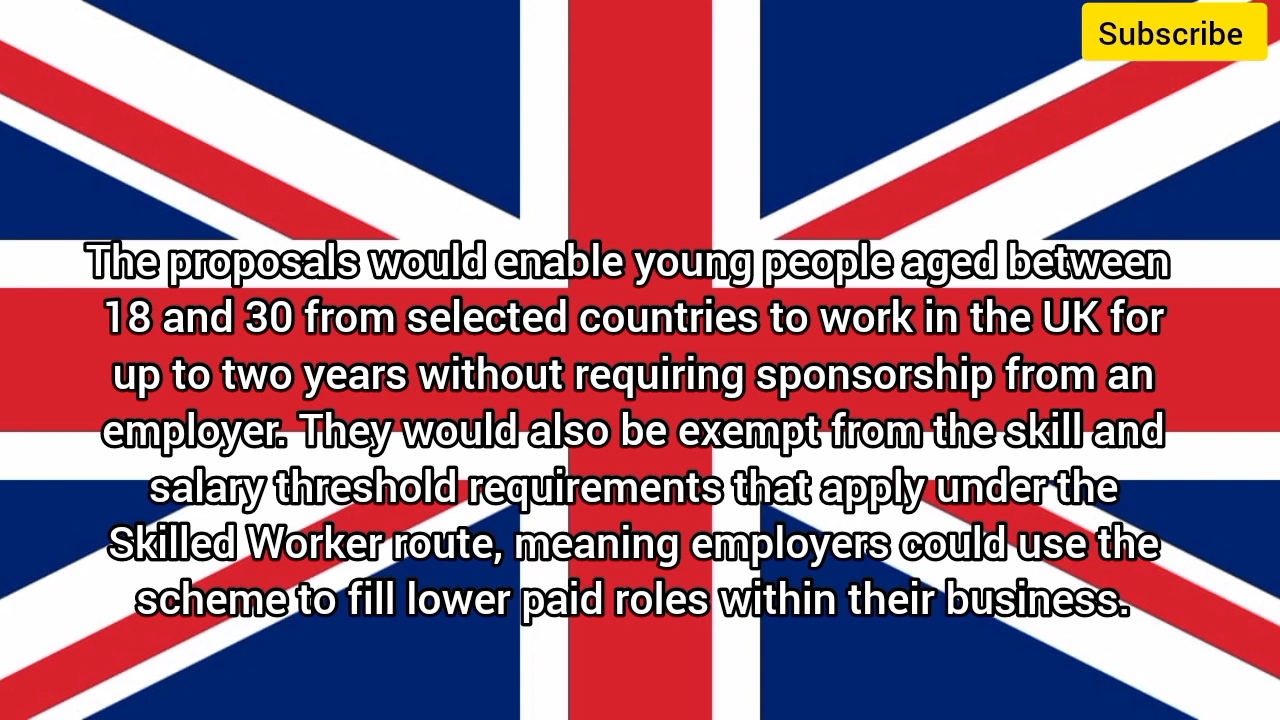 Subscribe
The proposals would enable young people aged between
18 and 30 from selected countries to work in the UK for
up to two years without requiring sponsorship from an
employer. They would also be exempt from the skill and
salary threshold requirements that apply under the
Skilled Worker route, meaning employers could use the
scheme to fill lower paid roles within their business.